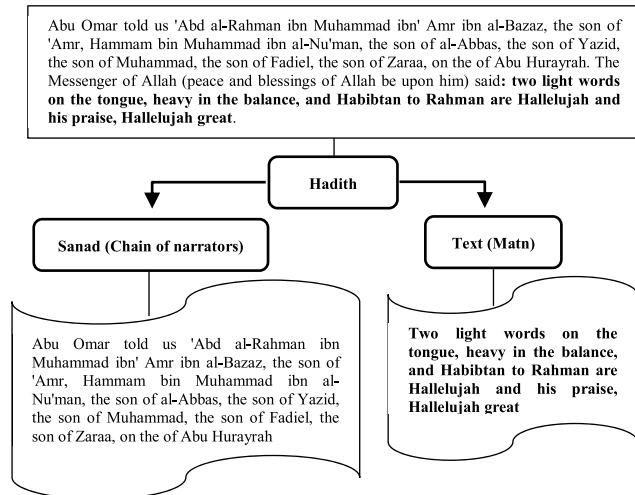 Abu Omar told us 'Abd al-Rahman ibn Muhammad ibn' Amr ibn al-Bazaz, the son of
'Amr, Hammam bin Muhammad ibn al-Nu'man, the son of al-Abbas, the son of Yazid,
the son of Muhammad, the son of Fadiel, the son of Zaraa, on the of Abu Hurayrah. The
Messenger of Allah (peace and blessings of Allah be upon him) said: two light words
on the tongue, heavy in the balance, and Habibtan to Rahman are Hallelujah and
his praise, Hallelujah great.
Hadith
Sanad (Chain of narrators)
Text (Matn)
Abu Omar told us 'Abd al-Rahman ibn
Muhammad ibn' Amr ibn al-Bazaz, the son of
'Amr, Hammam bin Muhammad ibn al-
Nu'man, the son of al-Abbas, the son of Yazid,
the son of Muhammad, the son of Fadiel, the
son of Zaraa, on the of Abu Hurayrah
Two light words on the
tongue, heavy in the balance,
and Habibtan to Rahman are
Hallelujah and his praise,
Hallelujah great